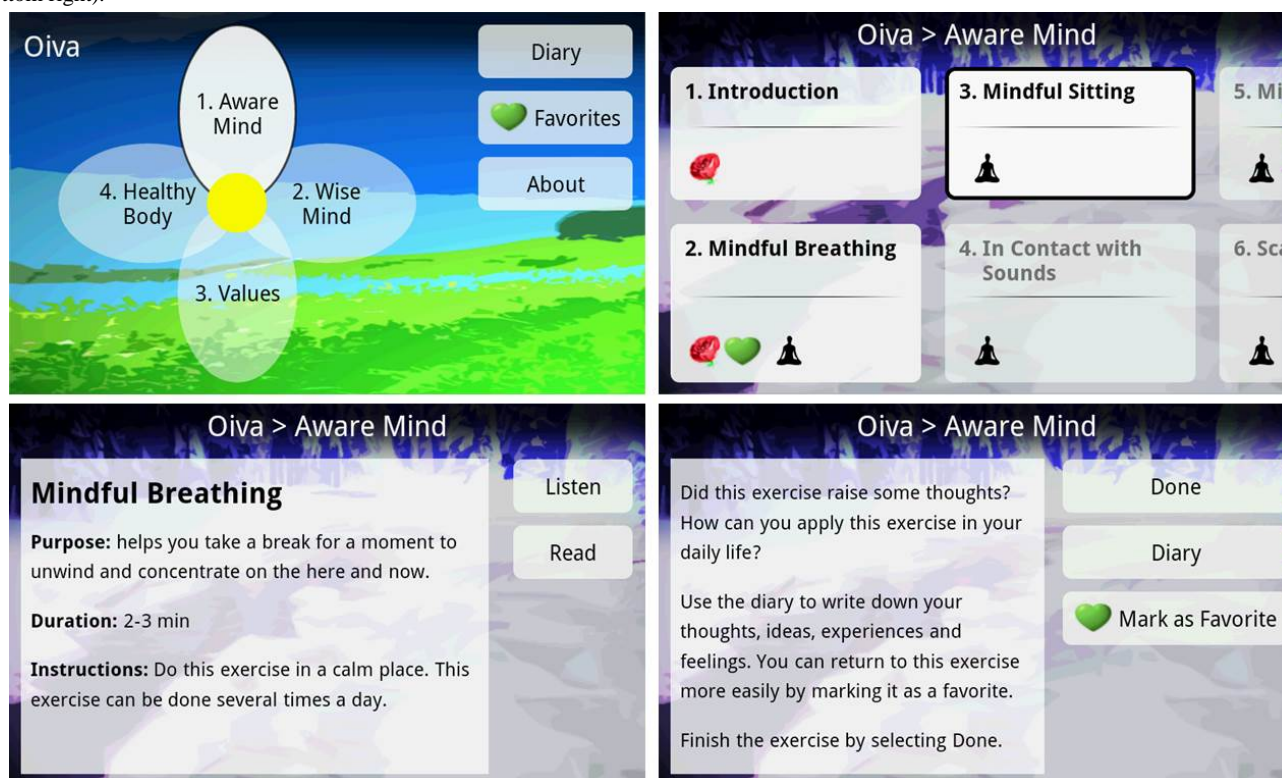 tom right).
Oiva
1. Aware
Mind
4. Healthy
Body
2. Wise
Mind
3. Values
Diary
Favorites
About
Oiva > Aware Mind
1. Introduction
3. Mindful Sitting
5. Mi
2. Mindful Breathing
4. In Contact with
Sounds
6. Sca
Oiva > Aware Mind
Mindful Breathing
Purpose: helps you take a break for a moment to
unwind and concentrate on the here and now.
Duration: 2-3 min
Instructions: Do this exercise in a calm place. This
exercise can be done several times a day.
Listen
Read
Oiva > Aware Mind
Did this exercise raise some thoughts?
How can you apply this exercise in your
daily life?
Use the diary to write down your
thoughts, ideas, experiences and
feelings. You can return to this exercise
more easily by marking it as a favorite.
Finish the exercise by selecting Done.
Done
Diary
Mark as Favorite